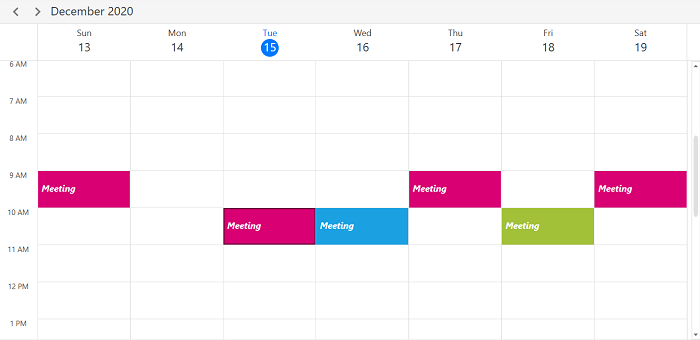 December 2020
Sun Mon Tue Wed Thu Fri Sat
13 14 15 16 17 18 19
6 AM
7 AM
8 AM
9 AM
Meeting Meeting Meeting
10 AM
Meeting Meeting Meeting
11 AM
12 PM
1 PM